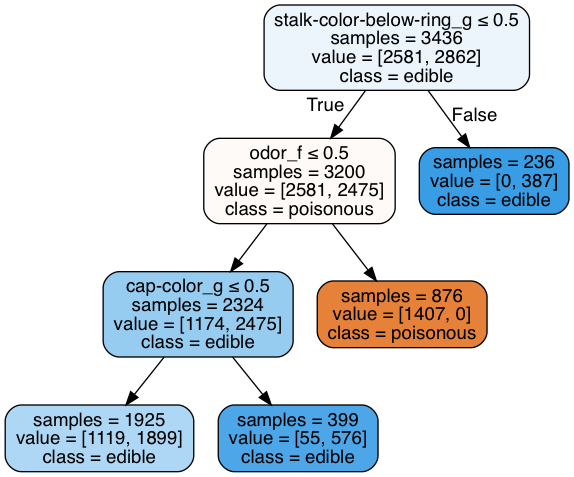 stalk-color-below-ring_g ≤ 0.5
samples = 3436
value = [2581, 2862]
class = edible
True
False
odor_f ≤ 0.5
samples = 3200
value = [2581, 2475]
class = poisonous
samples = 236
value = [0, 387]
class = edible
cap-color_g ≤ 0.5
samples = 2324
value = [1174, 2475]
class = edible
samples = 876
value = [1407, 0]
class = poisonous
samples = 1925
value = [1119, 1899]
class = edible
samples = 399
value = [55, 576]
class = edible